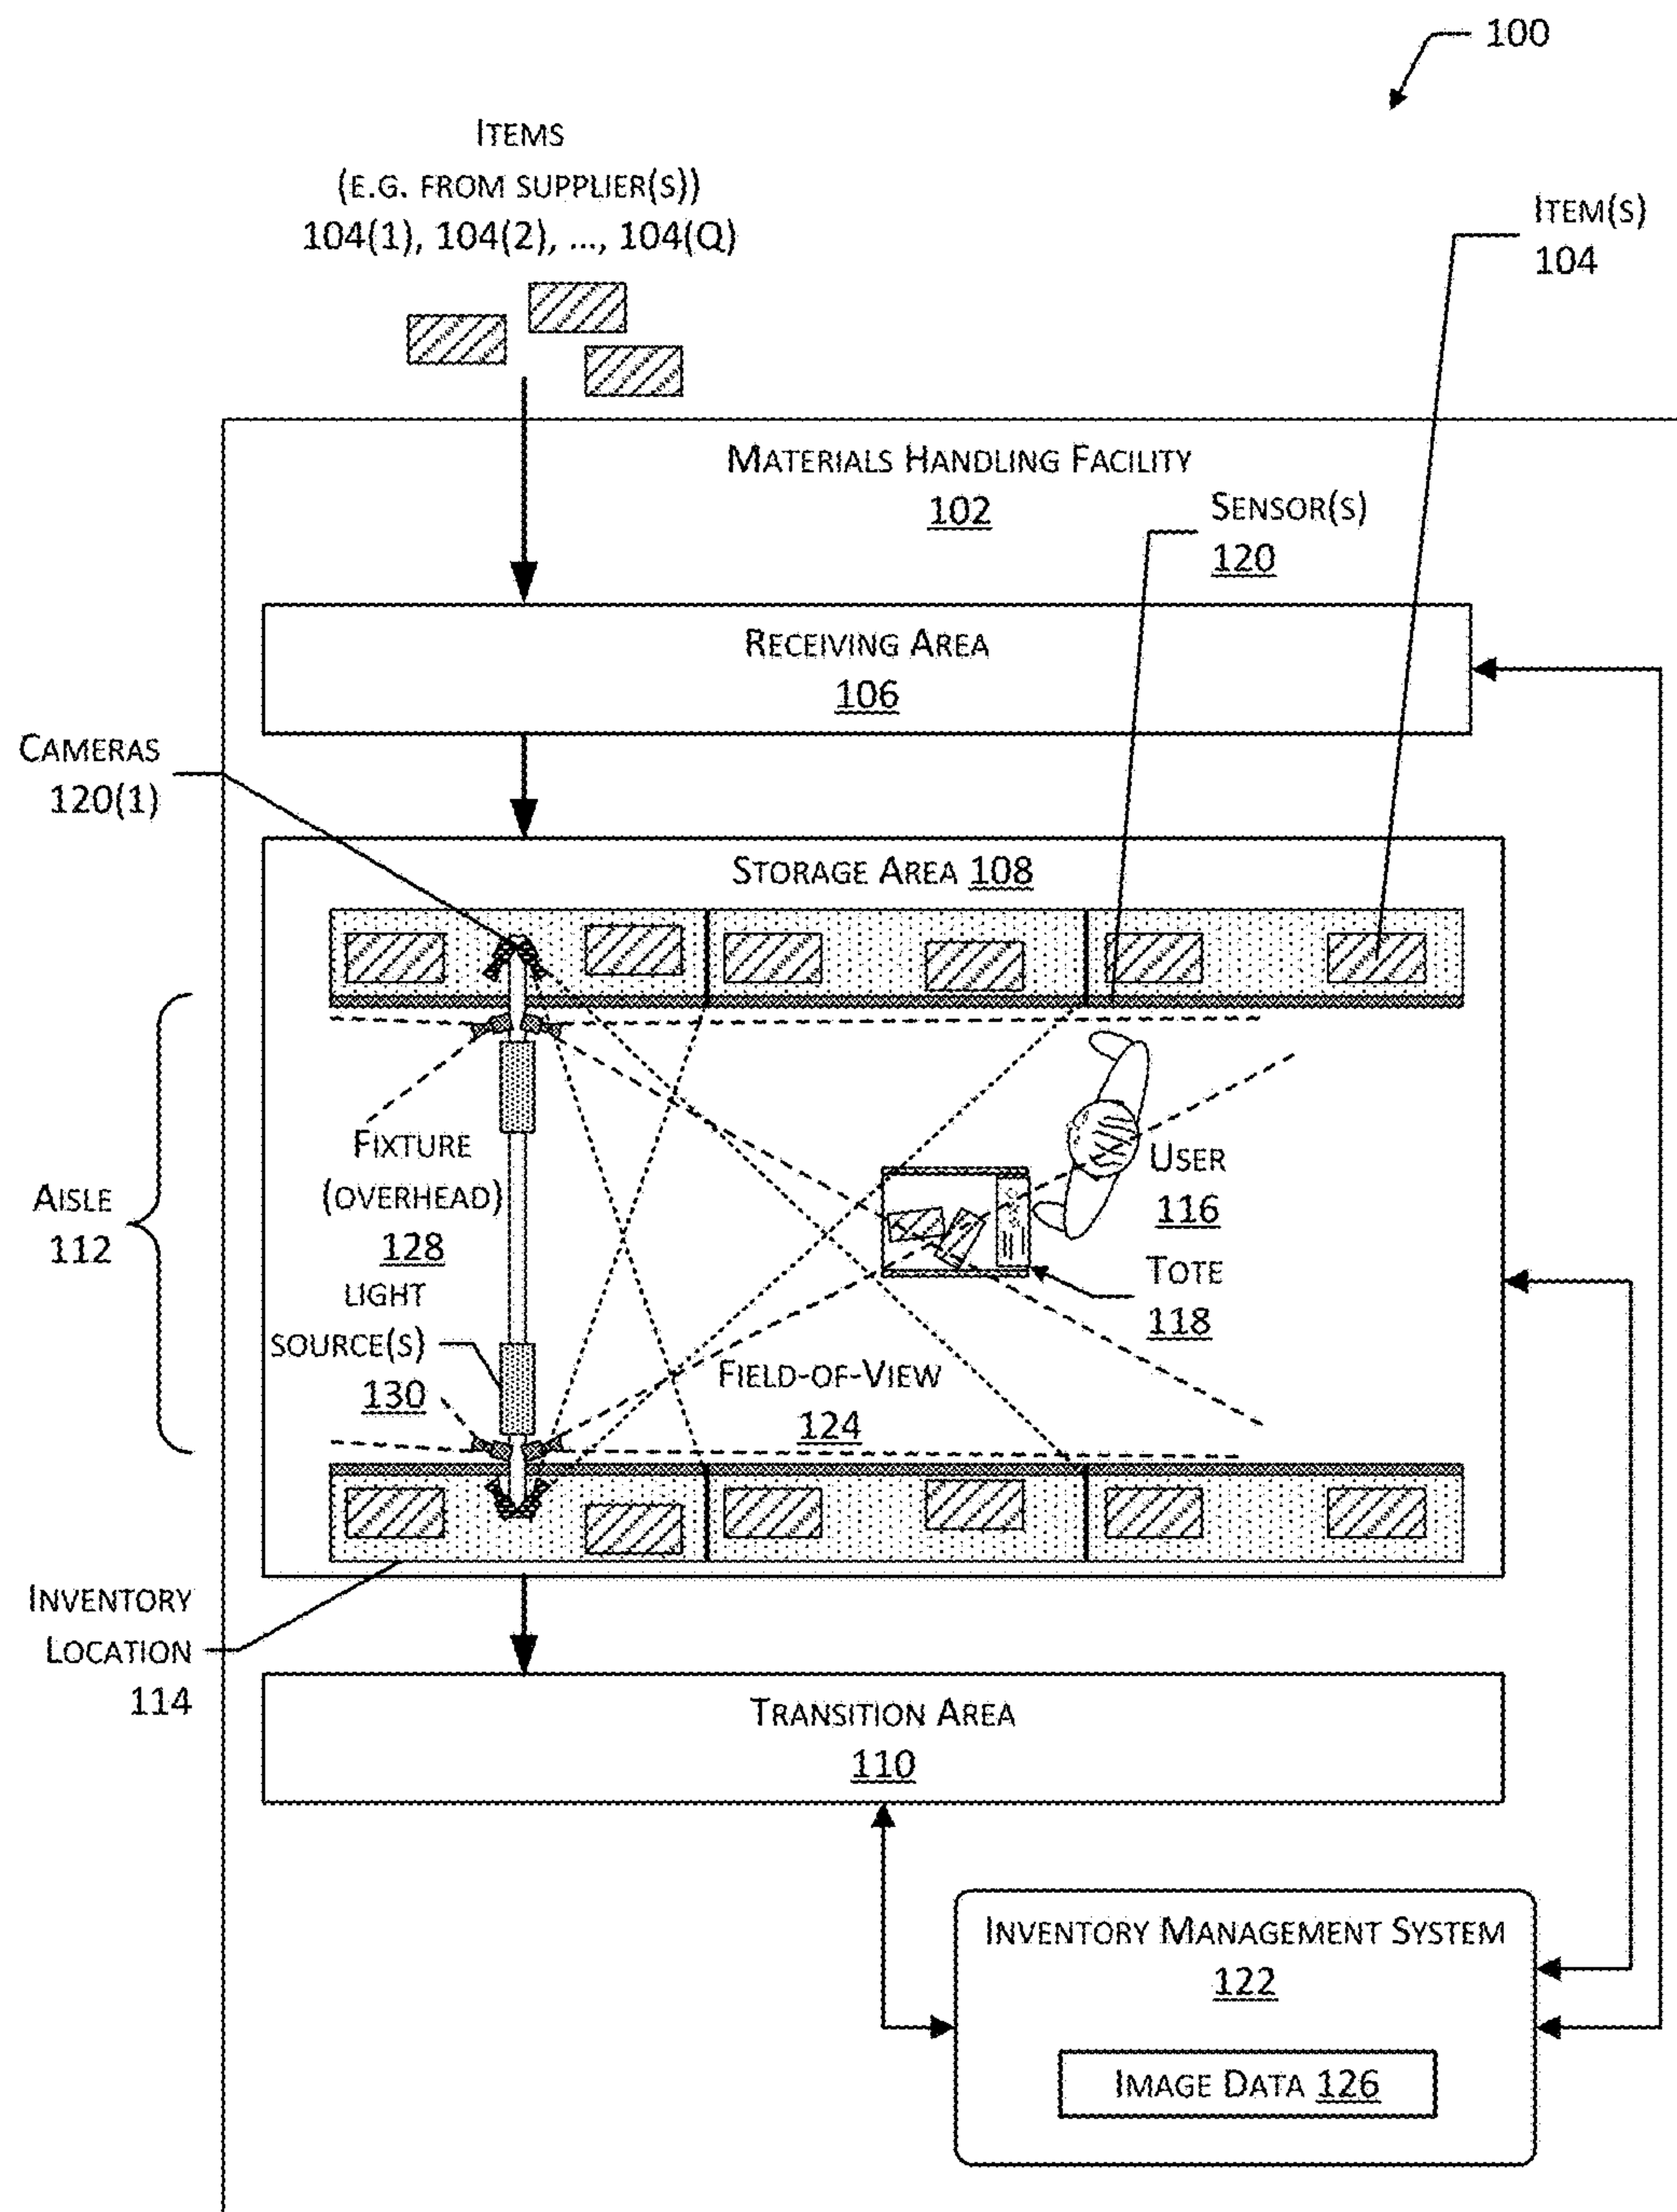 100
ITEMS
(E.G. FROM SUPPLIER(S))
104(1), 104(2), ..., 104(Q)
ITEM(S)
104
MATERIALS HANDLING FACILITY
102
SENSOR(S)
120
RECEIVING AREA
106
CAMERAS
120(1)
STORAGE AREA 108
AISLE
112
FIXTURE
(OVERHEAD)
128
LIGHT
SOURCE(S)
130
USER
116
TOTE
118
FIELD-OF-VIEW
124
INVENTORY
LOCATION
114
TRANSITION AREA
110
INVENTORY MANAGEMENT SYSTEM
122
IMAGE DATA 126